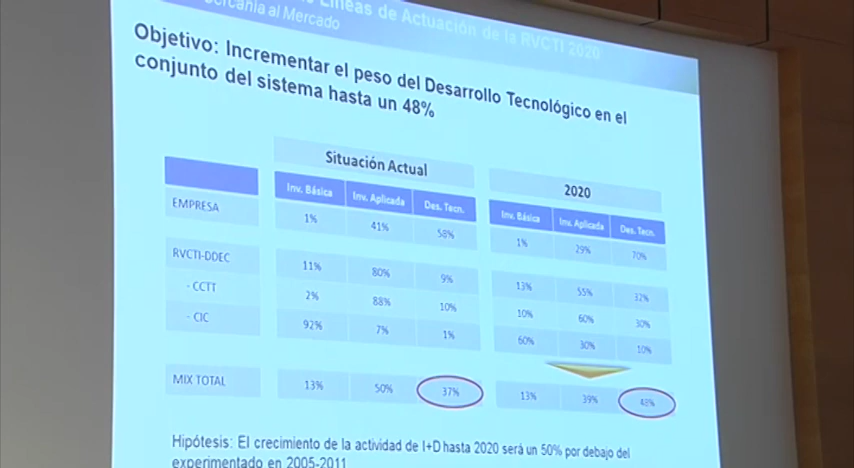 Líneas de Actuación de la RVCTI 2020
Cercanía al Mercado
Objetivo: Incrementar el peso del Desarrollo Tecnológico en el
conjunto del sistema hasta un 48%
Situación Actual 2020
Inv. Básica Inv. Aplicada Des. Tecn. Inv. Básica Inv. Aplicada Des. Tecn.
EMPRESA 1% 41% 58% 1% 29% 70%
RVCTI-DDEC 11% 80% 9% 13% 55% 32%
- CCTT 2% 88% 10% 10% 60% 30%
- CIC 92% 7% 1% 60% 30% 10%
MIX TOTAL 13% 50% 37% 13% 39% 48%
Hipótesis: El crecimiento de la actividad de I+D hasta 2020 será un 50% por debajo del
experimentado en 2005-2011